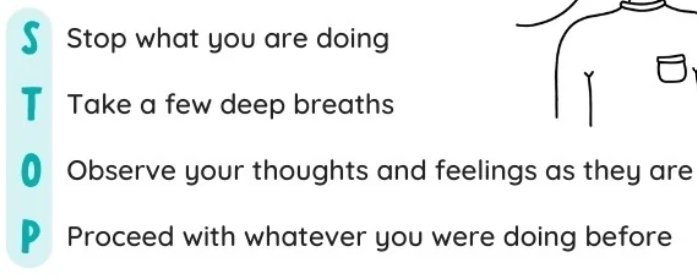 S Stop what you are doing
T Take a few deep breaths
O Observe your thoughts and feelings as they are
P Proceed with whatever you were doing before